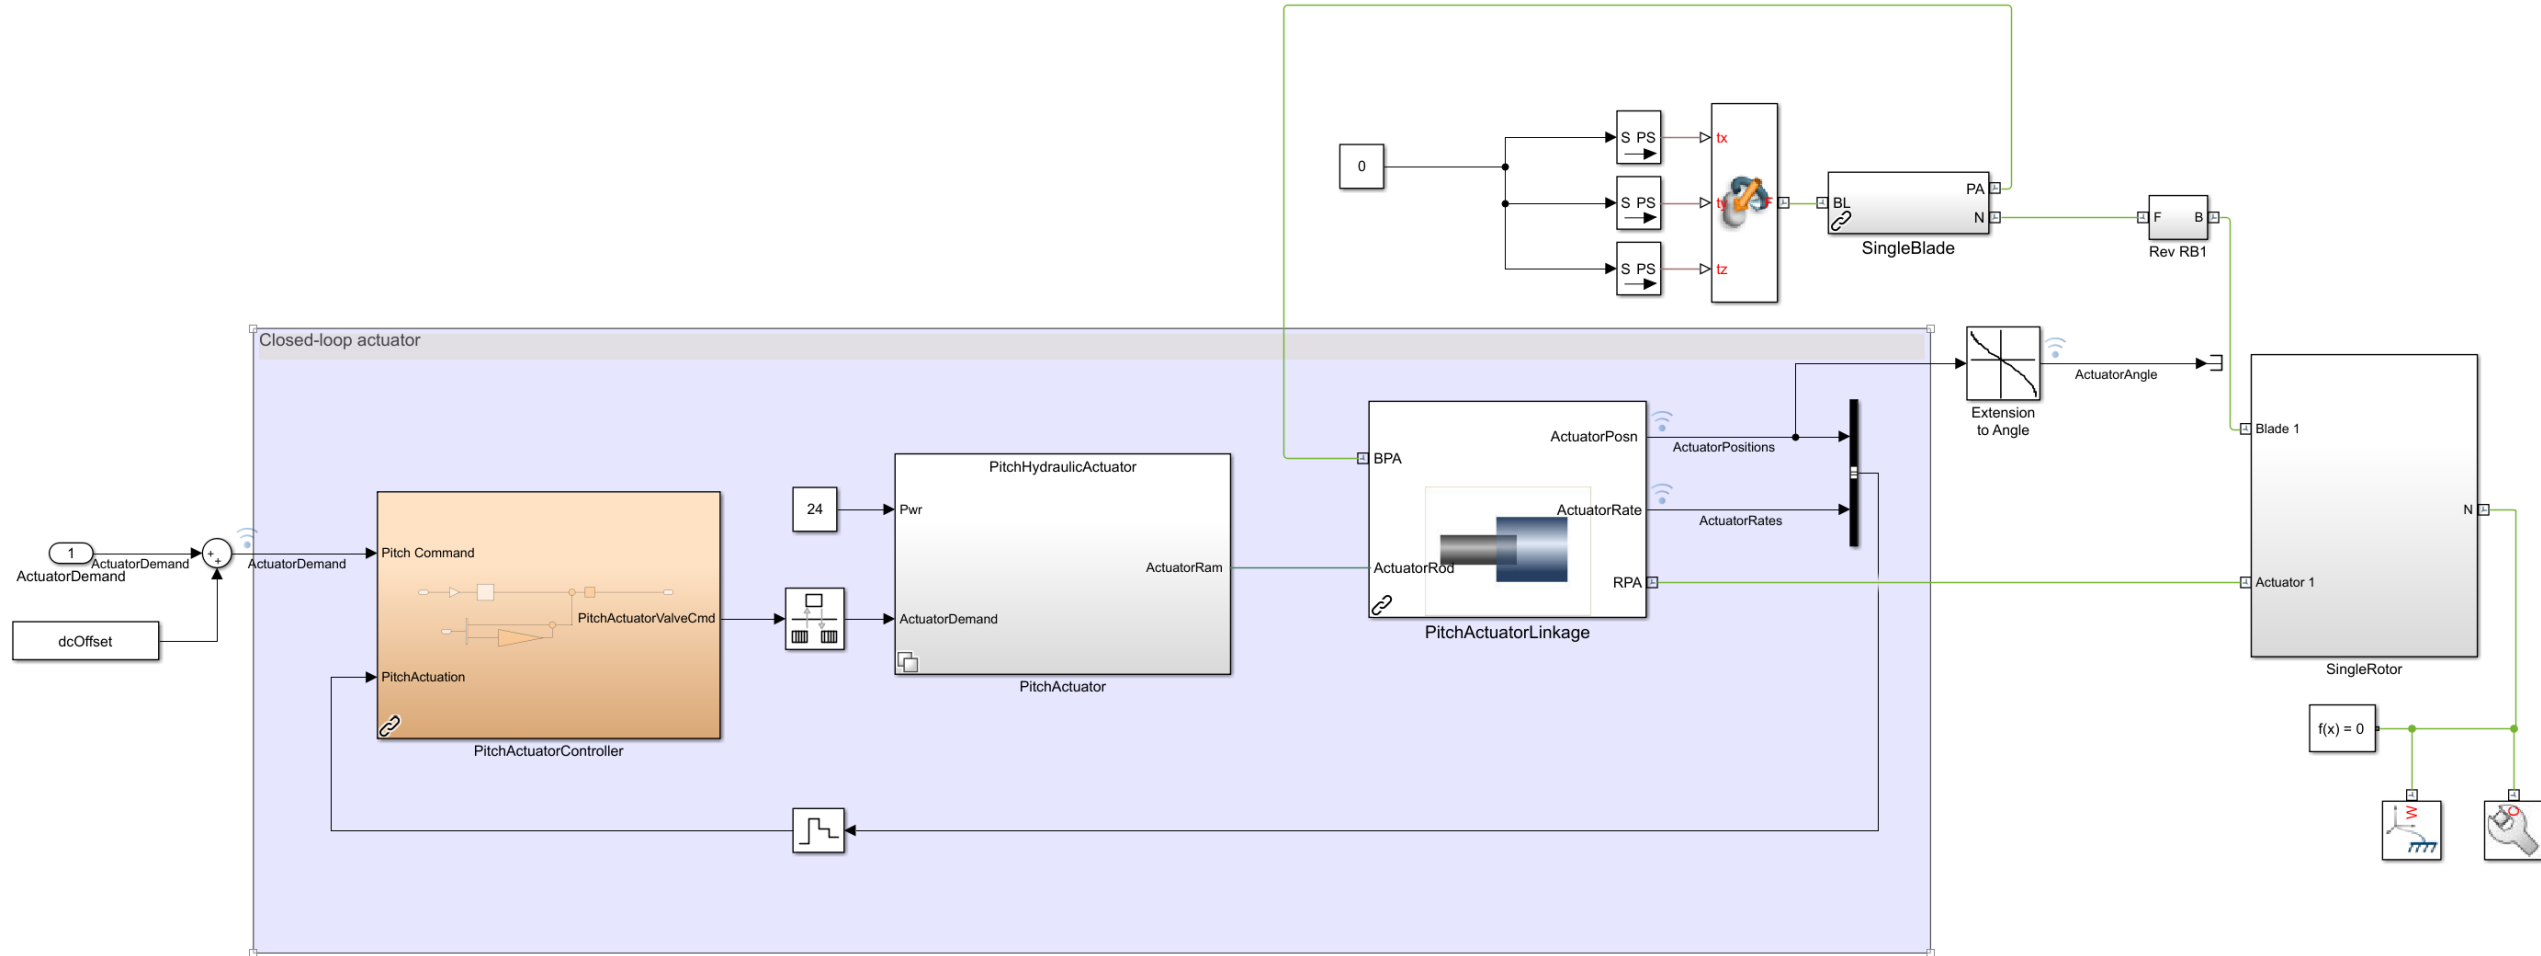 0
S PS
S PS
S PS
tx
ty
tz
F
BL
PA
N
SingleBlade
F
B
Rev RB1
Closed-loop actuator
Extension
to Angle
ActuatorAngle
1
ActuatorDemand
ActuatorDemand
dcOffset
+
+
ActuatorDemand
Pitch Command
PitchActuatorValveCmd
PitchActuation
PitchActuatorController
24
PitchHydraulicActuator
Pwr
ActuatorRam
ActuatorDemand
PitchActuator
BPA
ActuatorPosn
ActuatorRate
ActuatorRod
RPA
PitchActuatorLinkage
ActuatorPositions
ActuatorRates
Blade 1
N
Actuator 1
SingleRotor
f(x) = 0
W
C